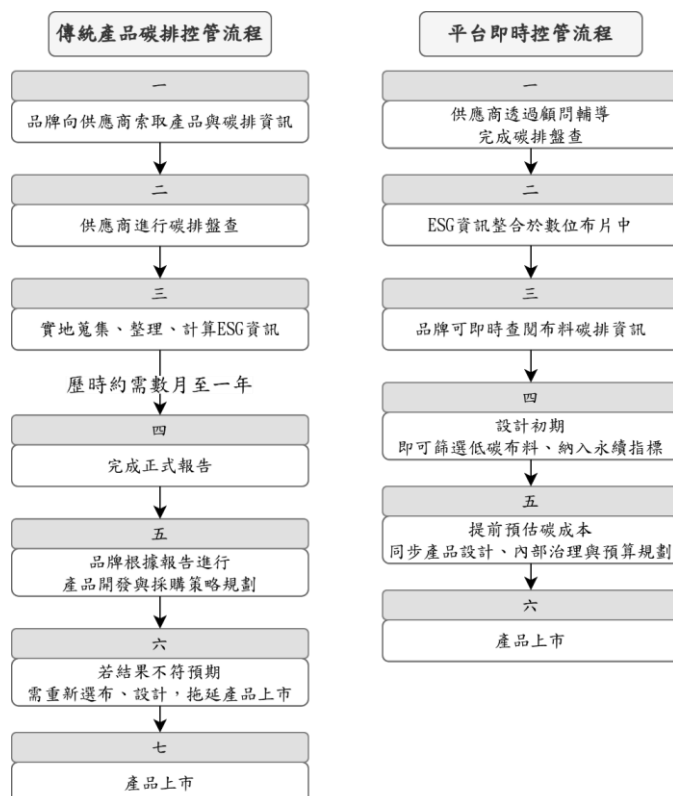 傳統產品碳排控管流程
一
品牌向供應商索取產品與碳排資訊
二
供應商進行碳排盤查
三
實地蒐集、整理、計算ESG資訊
歷時約需數月至一年
四
完成正式報告
五
品牌根據報告進行
產品開發與採購策略規劃
六
若結果不符預期
需重新選布、設計，拖延產品上市
七
產品上市
平台即時控管流程
一
供應商透過顧問輔導
完成碳排盤查
二
ESG資訊整合於數位布片中
三
品牌可即時查閱布料碳排資訊
四
設計初期
即可篩選低碳布料、納入永續指標
五
提前預估碳成本
同步產品設計、內部治理與預算規劃
六
產品上市